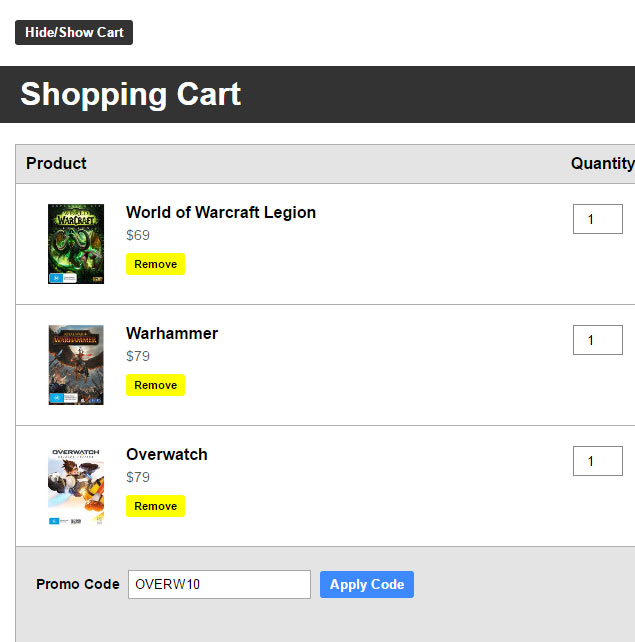 Hide/Show Cart
Shopping Cart
Product Quantity
World of Warcraft Legion 1
$69
Remove
WARCRAFT
Warhammer 1
$79
Remove
WARHAMMER
Overwatch 1
$79
Remove
OVERWATCH
Promo Code OVERW10 Apply Code